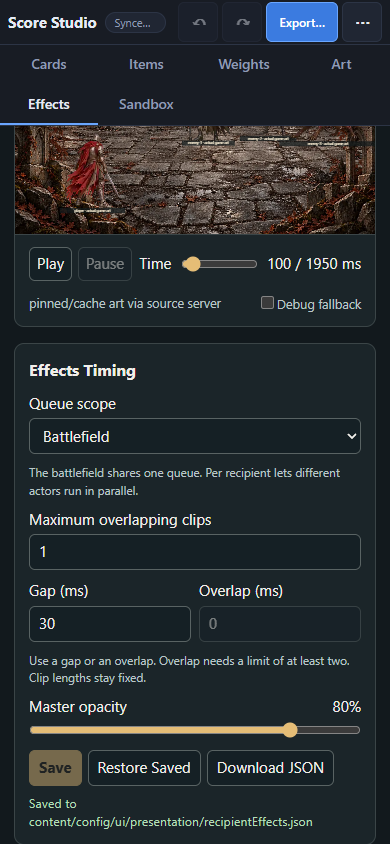 Score Studio
Synce...
Export...
Cards
Items
Weights
Art
Effects
Sandbox
Play
Pause
Time
100 / 1950 ms
pinned/cache art via source server
Debug fallback
Effects Timing
Queue scope
Battlefield
The battlefield shares one queue. Per recipient lets different
actors run in parallel.
Maximum overlapping clips
1
Gap (ms)
Overlap (ms)
30
0
Use a gap or an overlap. Overlap needs a limit of at least two.
Clip lengths stay fixed.
Master opacity
80%
Save
Restore Saved
Download JSON
Saved to
content/config/ui/presentation/recipientEffects.json